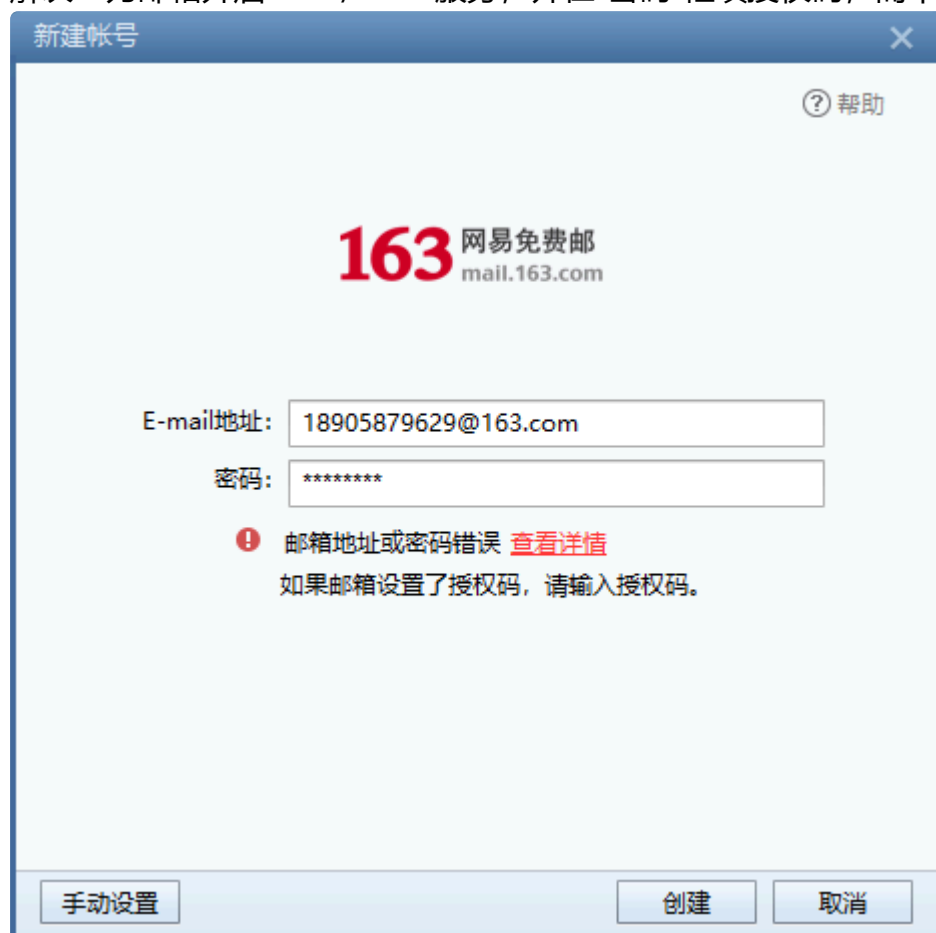 新建帐号
帮助
163 网易免费邮
mail.163.com
E-mail地址: 18905879629@163.com
密码: ********
邮箱地址或密码错误 查看详情
如果邮箱设置了授权码，请输入授权码。
手动设置 创建 取消